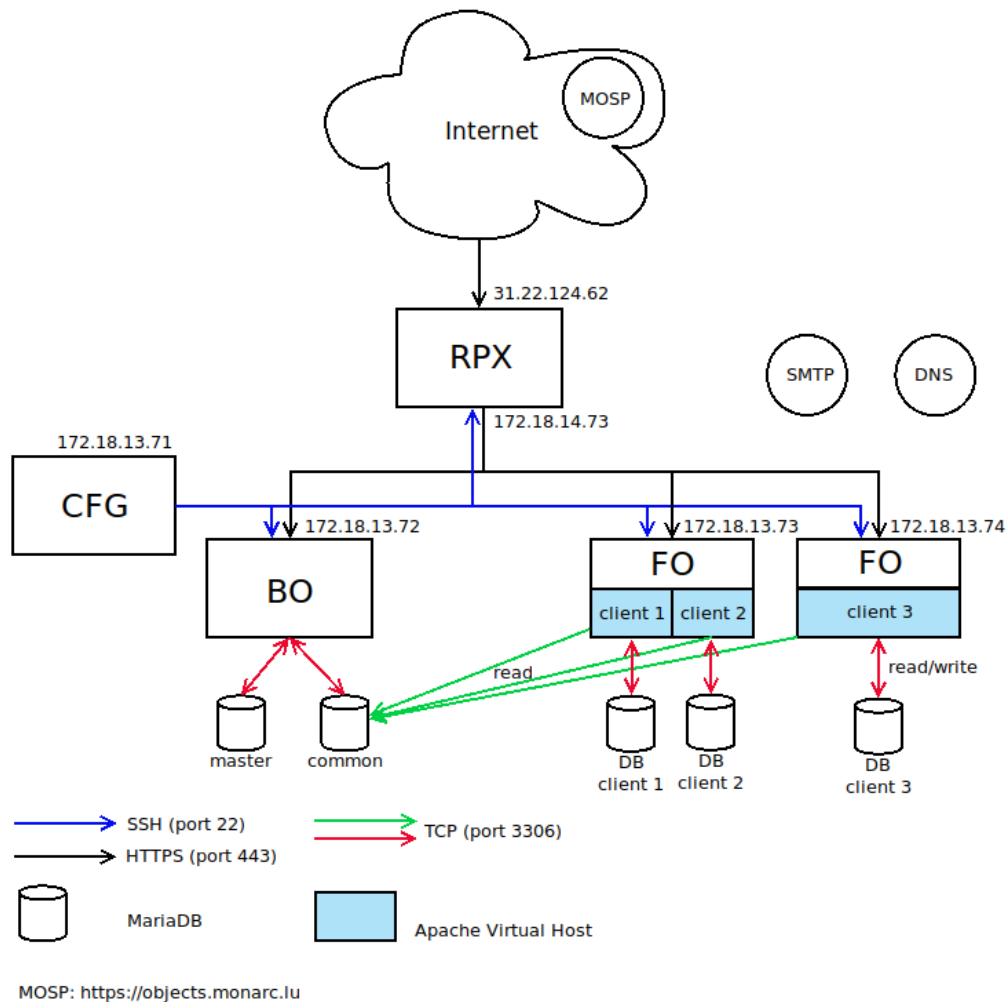 MOSP
Internet
31.22.124.62
RPX
SMTP
DNS
172.18.14.73
172.18.13.71
CFG
172.18.13.72
172.18.13.73
172.18.13.74
BO
FO
FO
client 1
client 2
client 3
read
read/write
master
common
DB
client 1
DB
client 2
DB
client 3
SSH (port 22)
TCP (port 3306)
HTTPS (port 443)
MariaDB
Apache Virtual Host
MOSP: https://objects.monarc.lu